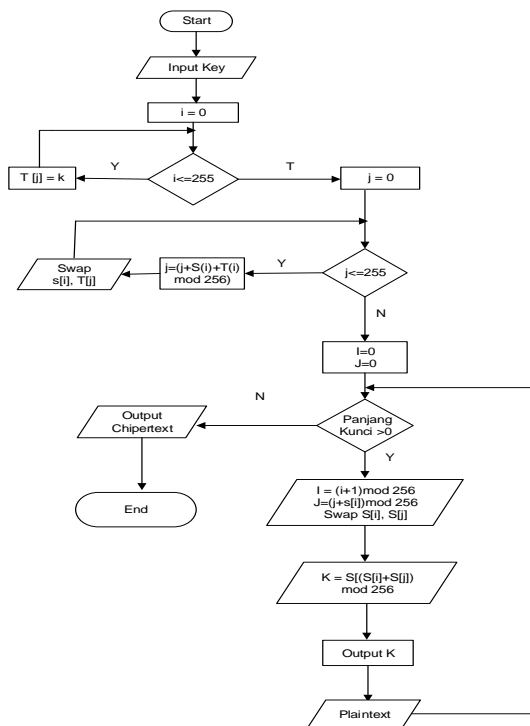 Start
Input Key
i = 0
T [j] = k
Y
i<=255
T
j = 0
Swap
s[i], T[j]
j=(j+S(i)+T(i)
mod 256)
Y
j<=255
N
I=0
J=0
N
Output
Chipertext
Panjang
Kunci >0
Y
End
I = (i+1)mod 256
J=(j+s[i])mod 256
Swap S[i], S[j]
K = S[(S[i]+S[j])
mod 256
Output K
Plaintext